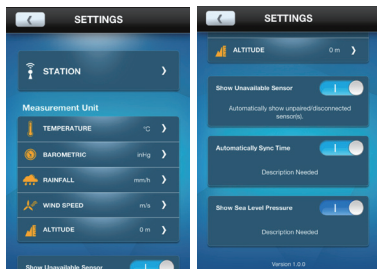 SETTINGS
STATION
Measurement Unit
TEMPERATURE °C
BAROMETRIC inHg
RAINFALL mm/h
WIND SPEED m/s
ALTITUDE 0 m
Show Unavailable Sensor
SETTINGS
ALTITUDE 0 m
Show Unavailable Sensor
Automatically show unpaired/disconnected
sensor(s).
Automatically Sync Time
Description Needed
Show Sea Level Pressure
Description Needed
Version 1.0.0